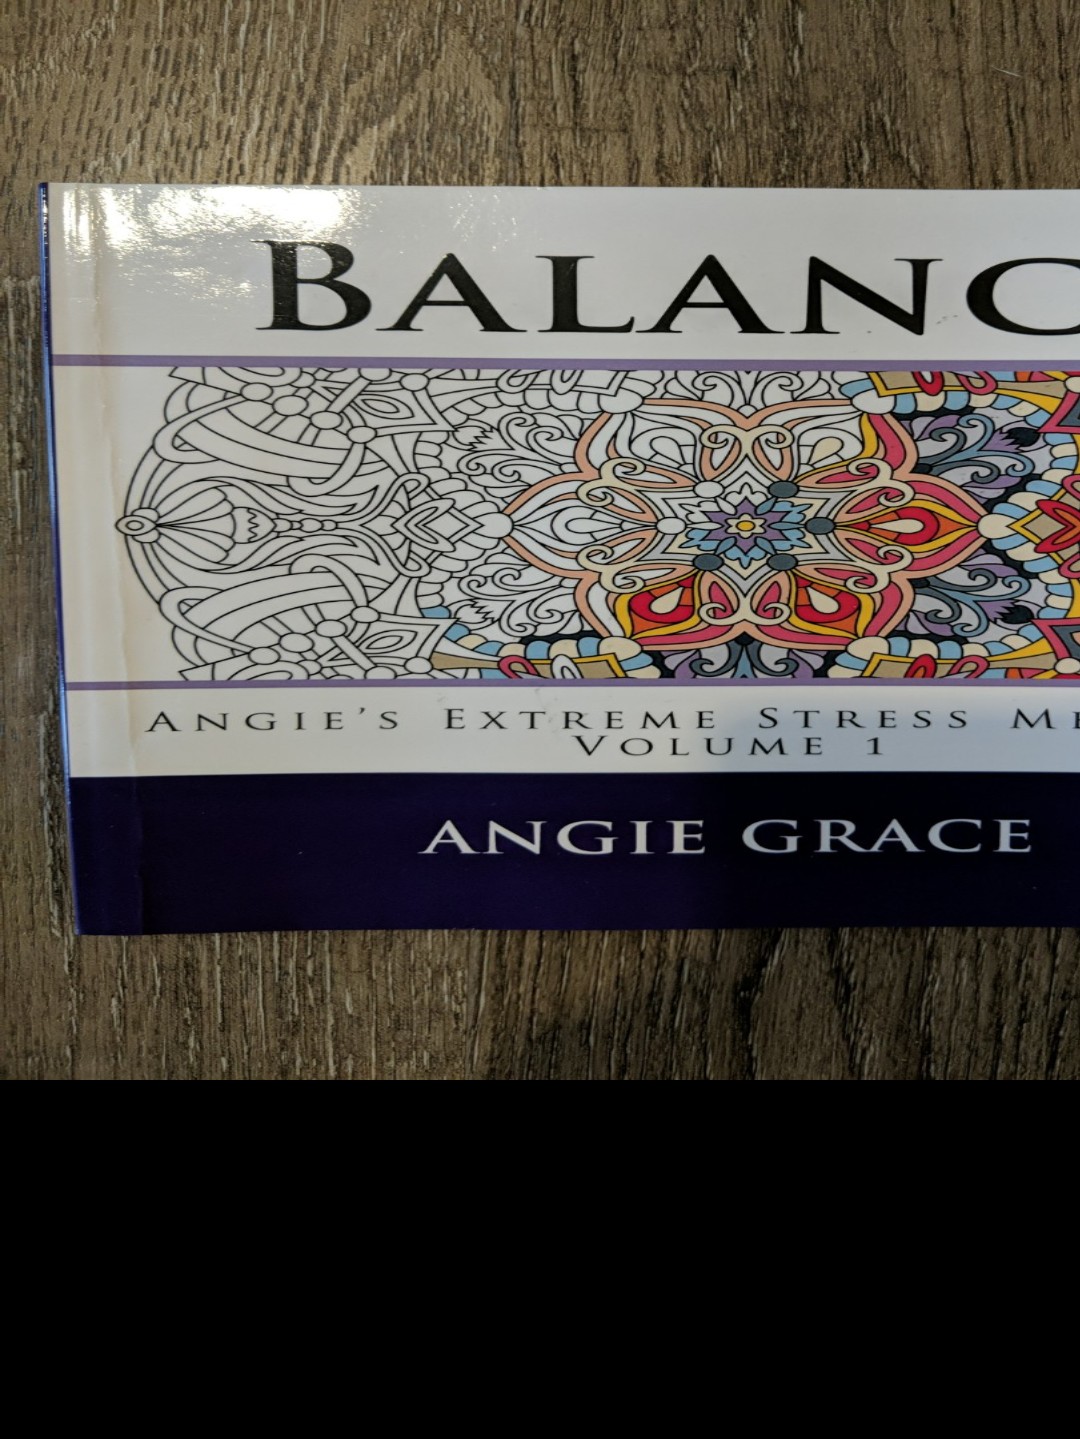 BALANC
ANGIE'S EXTREME STRESS ME
VOLUME 1
ANGIE GRACE